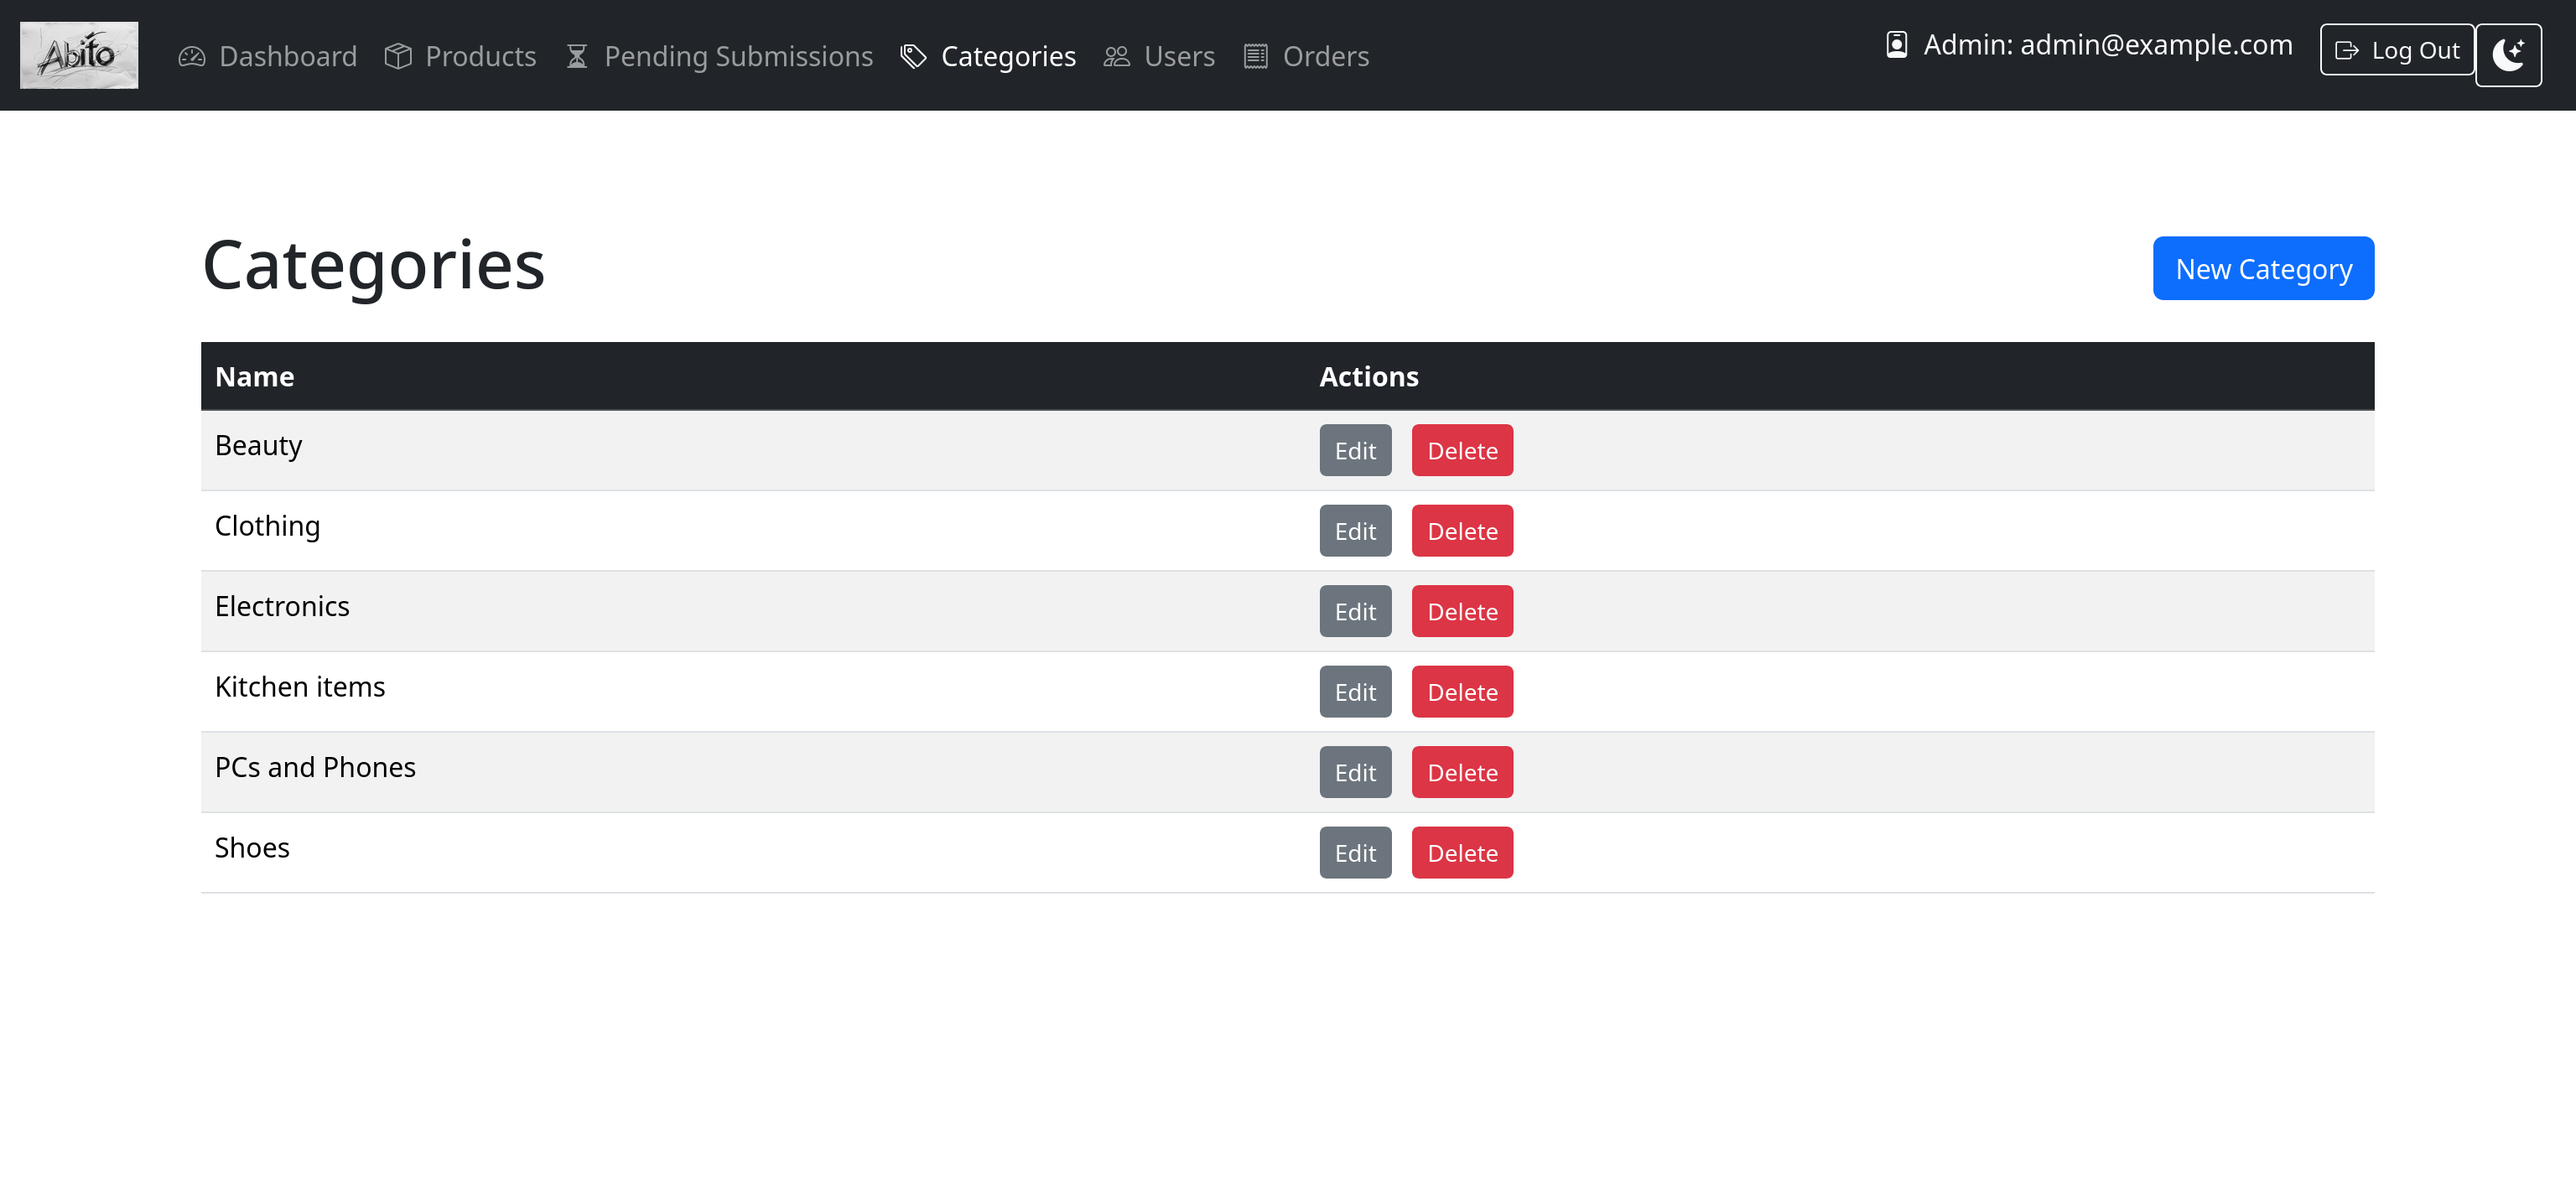 Abito Dashboard Products Pending Submissions Categories Users Orders Admin: admin@example.com Log Out
Categories New Category
Name Actions
Beauty Edit Delete
Clothing Edit Delete
Electronics Edit Delete
Kitchen items Edit Delete
PCs and Phones Edit Delete
Shoes Edit Delete